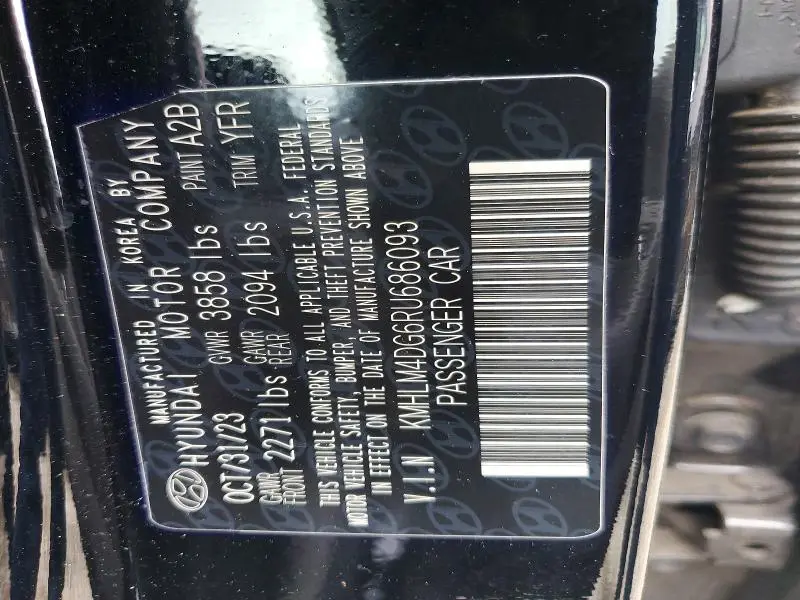 MANUFACTURED IN KOREA BY
HYUNDAI MOTOR COMPANY
OCT/31/23 GVWR 3858 lbs PAINT A2B
GAWR FRONT 2271 lbs GAWR REAR 2094 lbs TRIM YFR
THIS VEHICLE CONFORMS TO ALL APPLICABLE U.S.A. FEDERAL
MOTOR VEHICLE SAFETY, BUMPER, AND THEFT PREVENTION STANDARDS
IN EFFECT ON THE DATE OF MANUFACTURE SHOWN ABOVE
V.I.N KMHLM4DG6RU686093
PASSENGER CAR